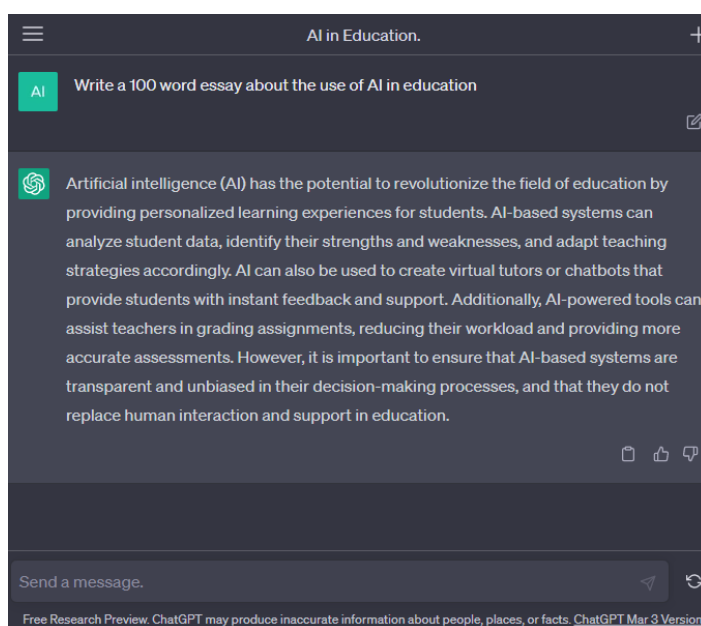 AI in Education.
AI
Write a 100 word essay about the use of AI in education
Artificial intelligence (AI) has the potential to revolutionize the field of education by
providing personalized learning experiences for students. AI-based systems can
analyze student data, identify their strengths and weaknesses, and adapt teaching
strategies accordingly. AI can also be used to create virtual tutors or chatbots that
provide students with instant feedback and support. Additionally, AI-powered tools can
assist teachers in grading assignments, reducing their workload and providing more
accurate assessments. However, it is important to ensure that AI-based systems are
transparent and unbiased in their decision-making processes, and that they do not
replace human interaction and support in education.
Send a message.
Free Research Preview. ChatGPT may produce inaccurate information about people, places, or facts. ChatGPT Mar 3 Version